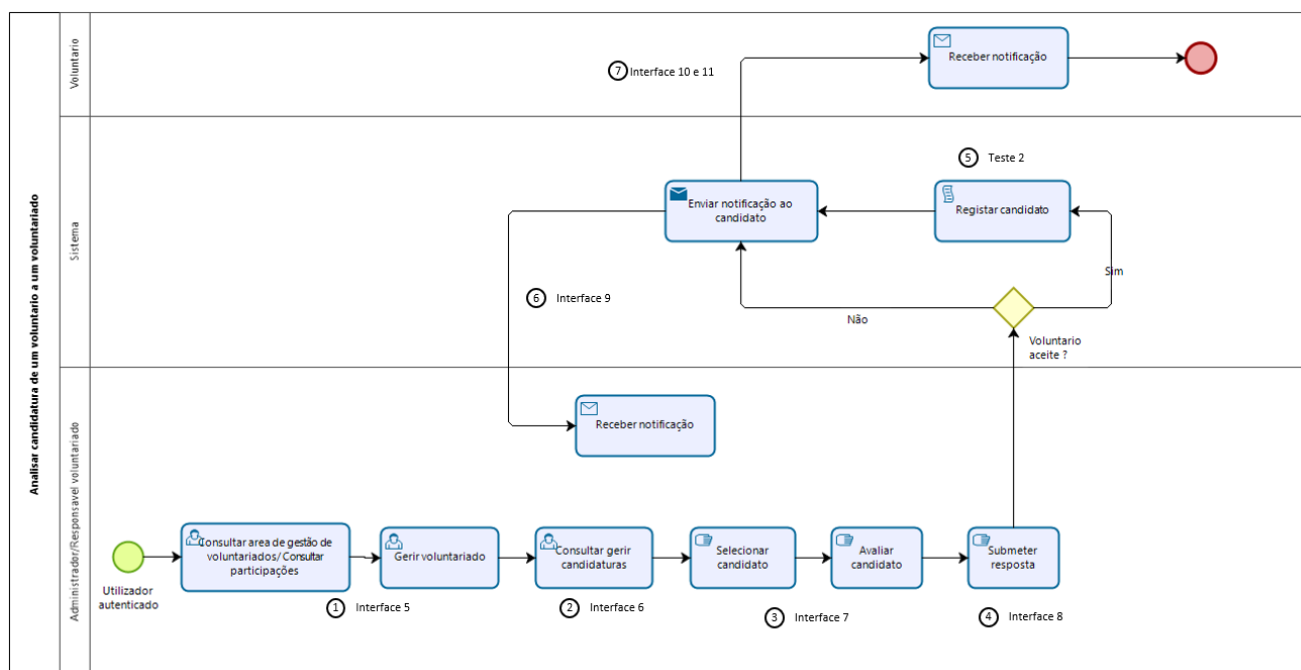 Analisar candidatura de um voluntario a um voluntariado
Voluntario
7 Interface 10 e 11
Receber notificação
Sistema
5 Teste 2
Enviar notificação ao
candidato
Registar candidato
6 Interface 9
Sim
Não
Voluntario
aceite ?
Administrador/Responsavel voluntariado
Receber notificação
Utilizador
autenticado
Consultar area de gestão de
voluntariados/ Consultar
participações
Gerir voluntariado
Consultar gerir
candidaturas
Selecionar
candidato
Avaliar
candidato
Submeter
resposta
1 Interface 5
2 Interface 6
3 Interface 7
4 Interface 8